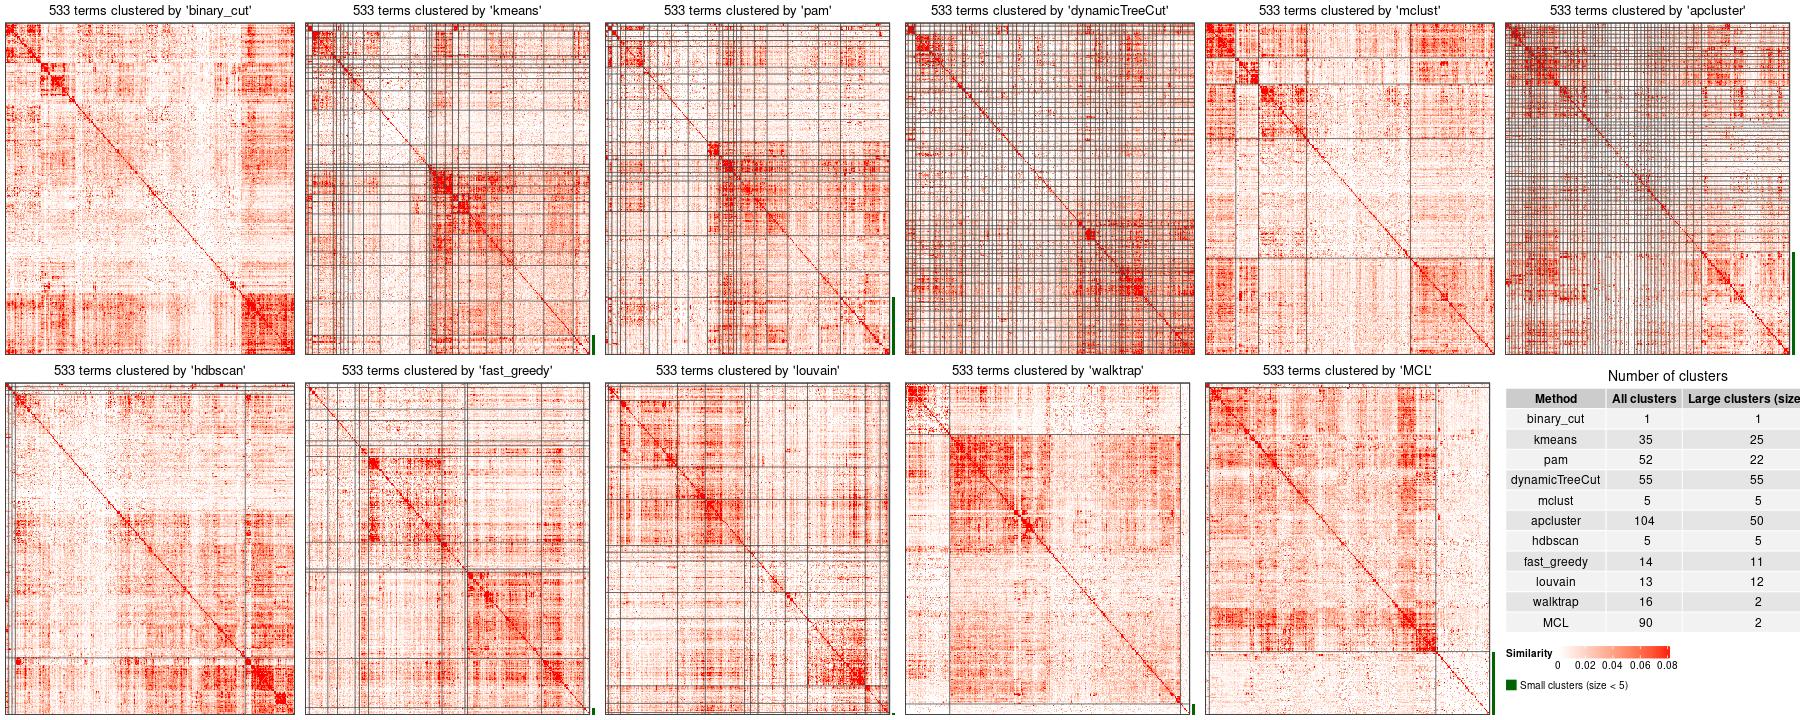 533 terms clustered by 'binary_cut'
533 terms clustered by 'kmeans'
533 terms clustered by 'pam'
533 terms clustered by 'dynamicTreeCut'
533 terms clustered by 'mclust'
533 terms clustered by 'apcluster'
533 terms clustered by 'hdbscan'
533 terms clustered by 'fast_greedy'
533 terms clustered by 'louvain'
533 terms clustered by 'walktrap'
533 terms clustered by 'MCL'
Number of clusters
Method All clusters Large clusters (size
binary_cut 1 1
kmeans 35 25
pam 52 22
dynamicTreeCut 55 55
mclust 5 5
apcluster 104 50
hdbscan 5 5
fast_greedy 14 11
louvain 13 12
walktrap 16 2
MCL 90 2
Similarity
0 0.02 0.04 0.06 0.08
Small clusters (size < 5)